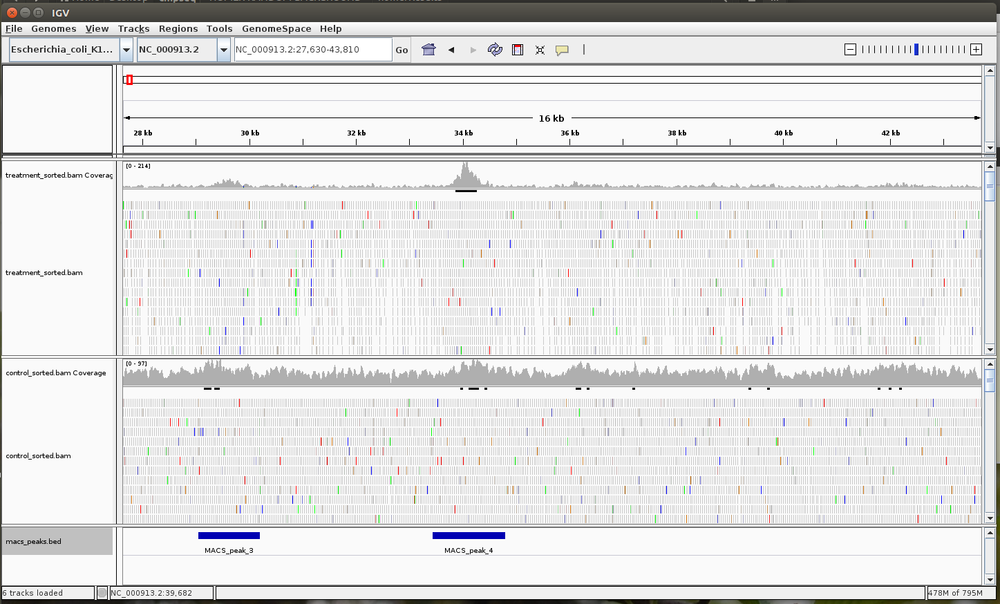 IGV
File Genomes View Tracks Regions Tools GenomeSpace Help
Escherichia_coli_K1... NC_000913.2 NC_000913.2:27,630-43,810 Go
16 kb
28 kb 30 kb 32 kb 34 kb 36 kb 38 kb 40 kb 42 kb
[0 - 214]
treatment_sorted.bam Coverag
treatment_sorted.bam
[0 - 97]
control_sorted.bam Coverage
control_sorted.bam
macs_peaks.bed
MACS_peak_3 MACS_peak_4
6 tracks loaded NC_000913.2:39,682 478M of 795M